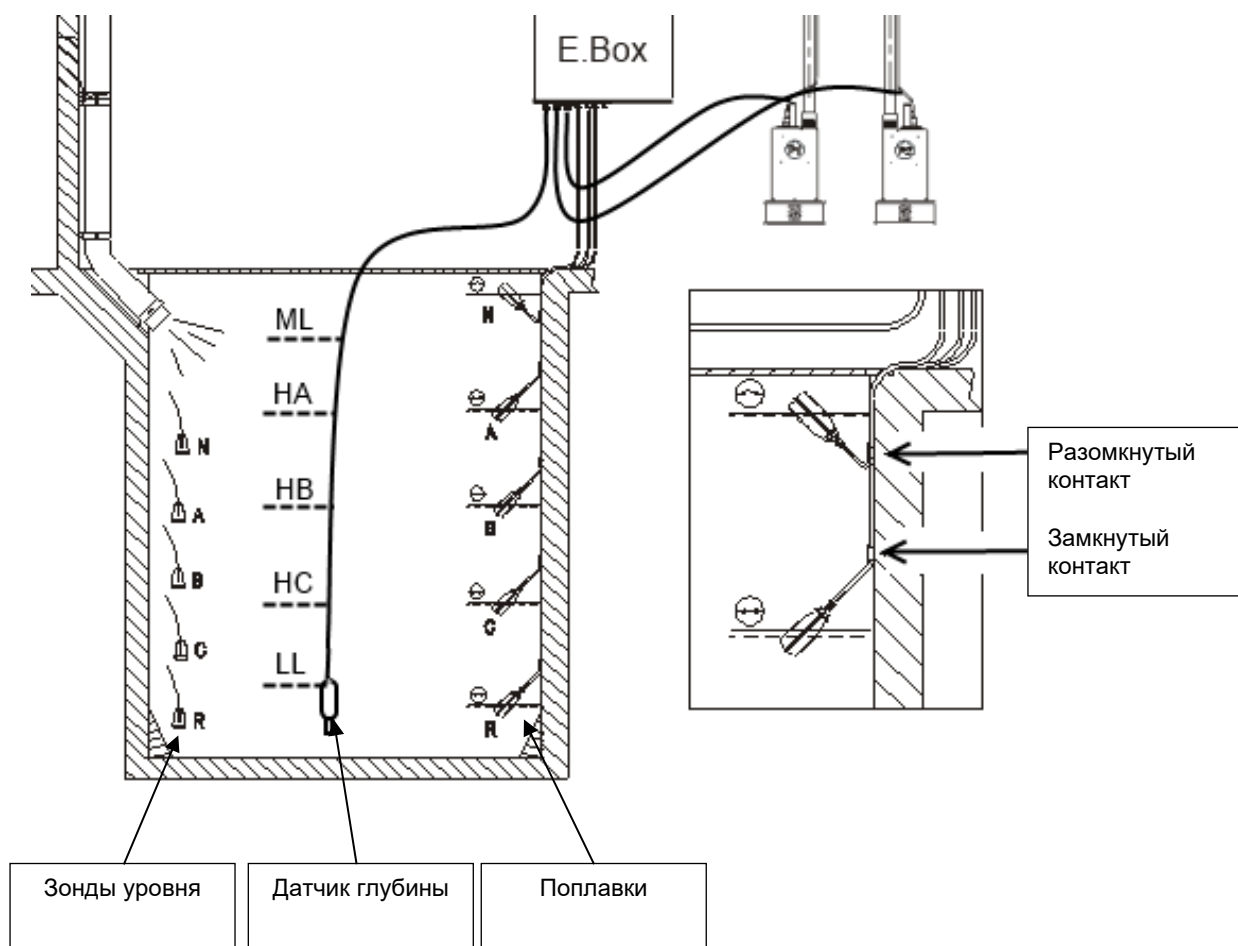 E.Box
ML
HA
HB
HC
LL
N
A
B
C
R
N
A
B
C
R
Разомкнутый
контакт
Замкнутый
контакт
Зонды уровня
Датчик глубины
Поплавки